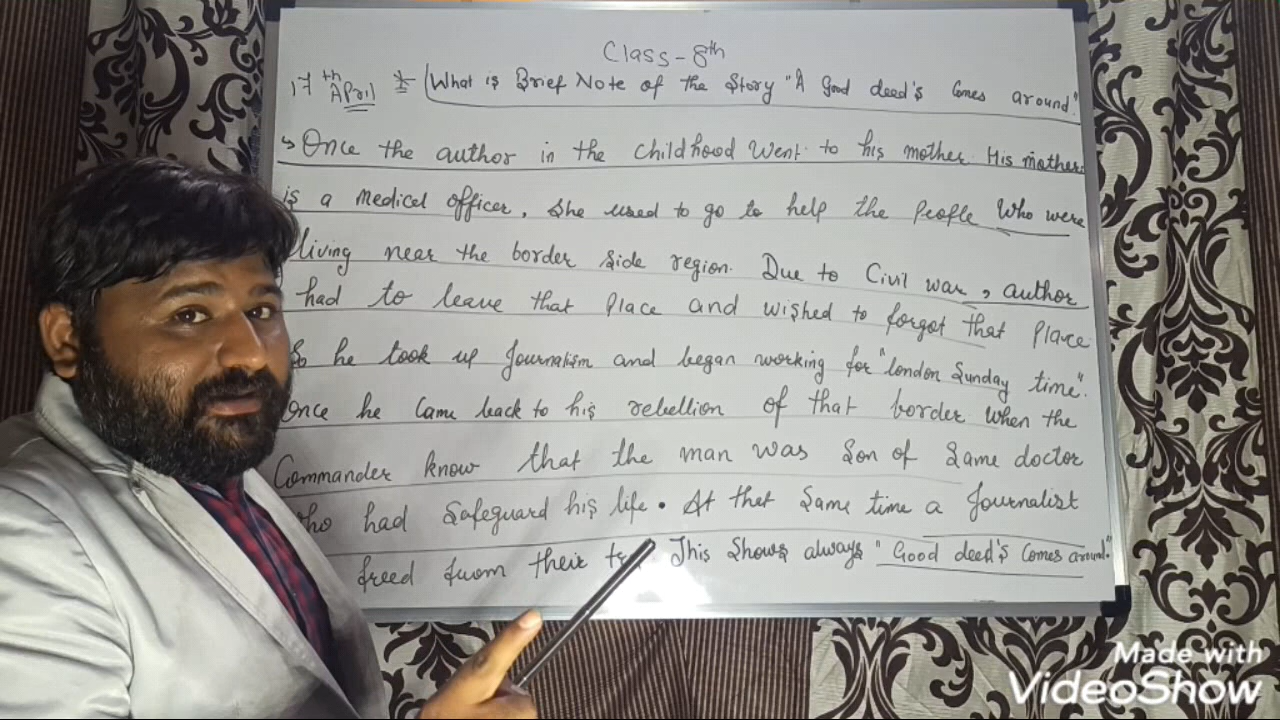 Class - 8th
17th April * What is Brief Note of the Story "A Good deed's Comes around".
→ Once the author in the childhood went to his mother. His mother
is a medical officer, She used to go to help the People Who were
living near the border side region. Due to Civil war, author
had to leave that Place and wished to forgot that Place
So he took up Journalism and began working for "london Sunday time".
Once he Came back to his rebellion of that border when the
Commander know that the man was Son of Same doctor
who had Safeguard his life. At that Same time a Journalist
freed from their This Shows always "Good deed's Comes around."
Made with
VideoShow